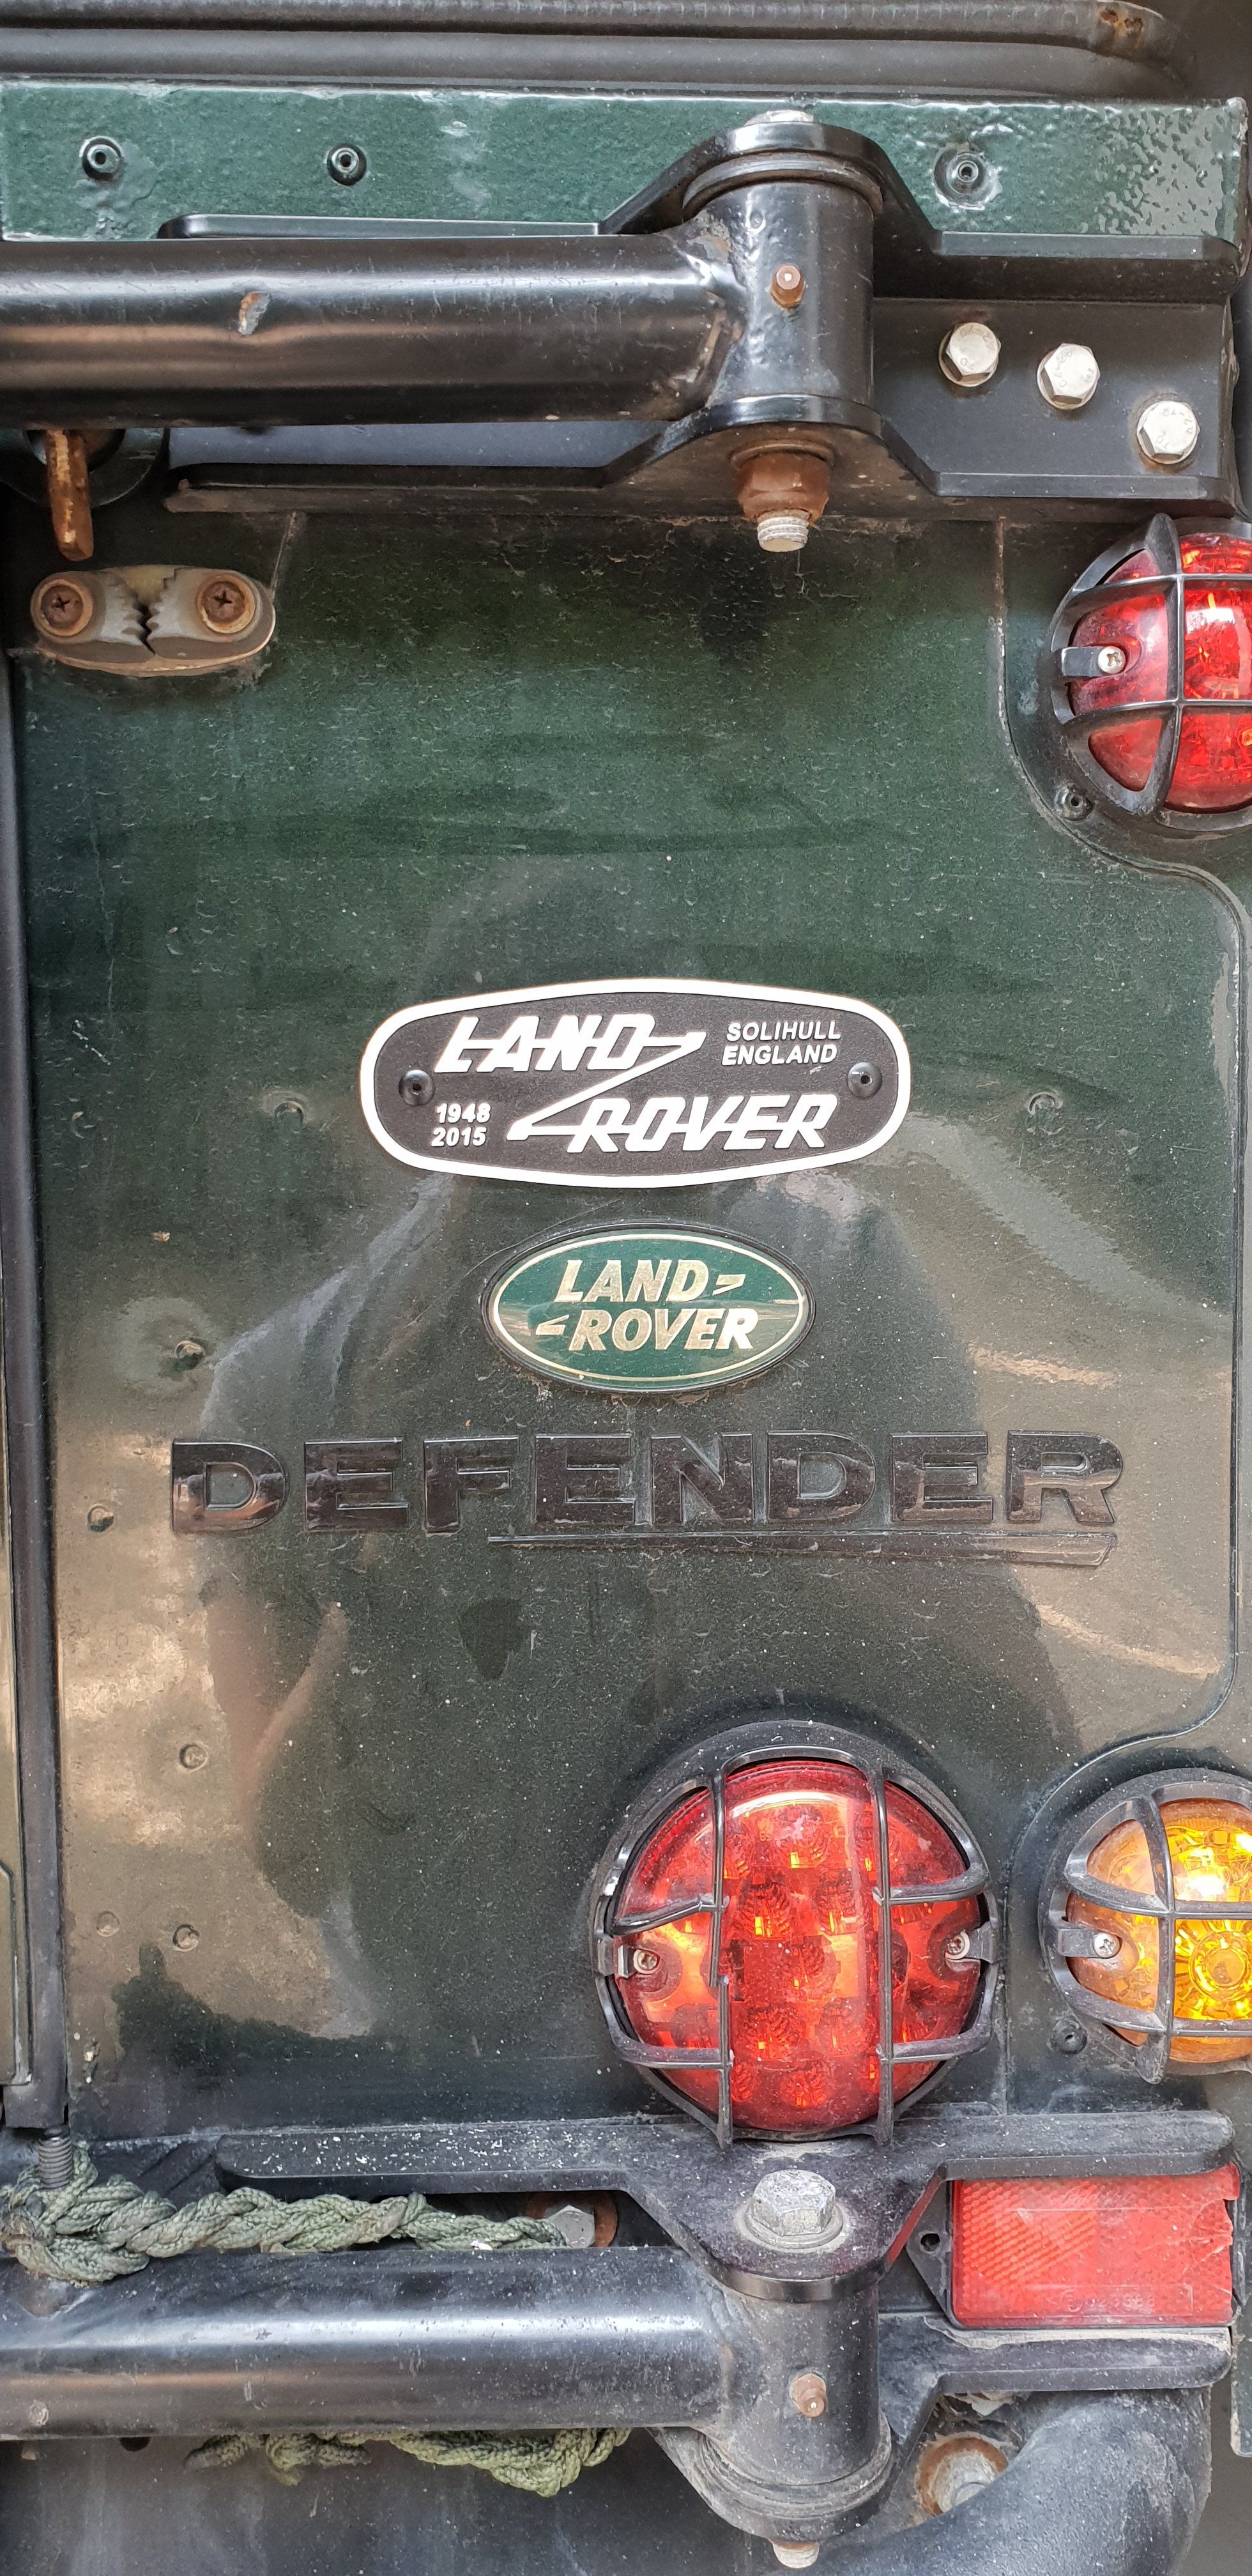 LAND
SOLIHULL
ENGLAND
1948
2015
ROVER
LAND
ROVER
DEFENDER